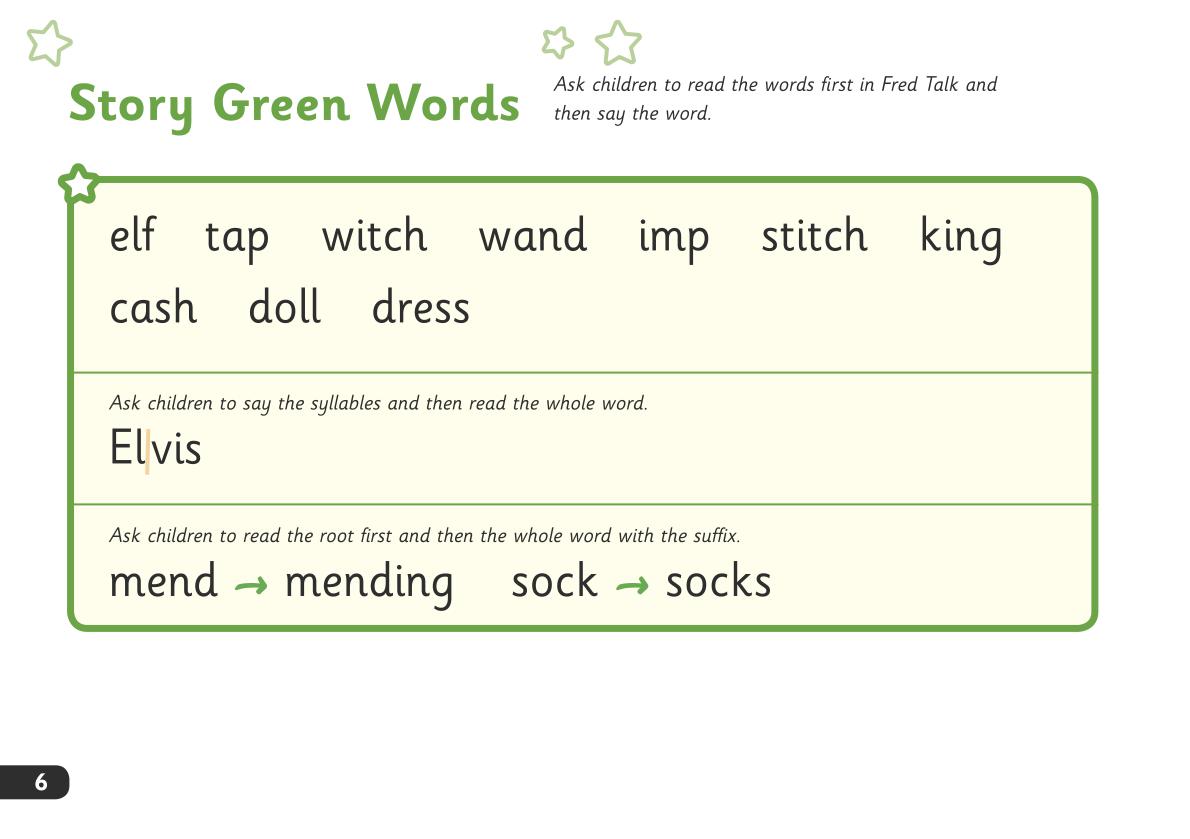 Story Green Words
Ask children to read the words first in Fred Talk and
then say the word.
elf tap witch wand imp stitch king
cash doll dress
Ask children to say the syllables and then read the whole word.
El|vis
Ask children to read the root first and then the whole word with the suffix.
mend → mending sock → socks
6